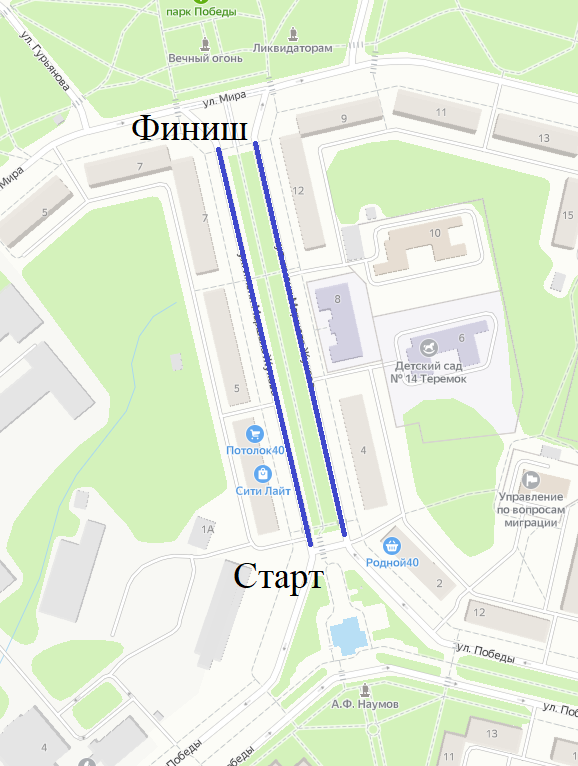 парк Победы
ул. Гурьянова
Вечный огонь
Ликвидаторам
ул. Мира
Финиш
9
11
13
Мира
7
5
7
12
15
10
8
6
Детский сад
№ 14 Теремок
5
4
Потолок40
Сити Лайт
Управление
по вопросам
миграции
1А
Родной40
Старт
2
12
ул. Победы
А.Ф. Наумов
ул. Поб
4
Победы
Победы
13
11